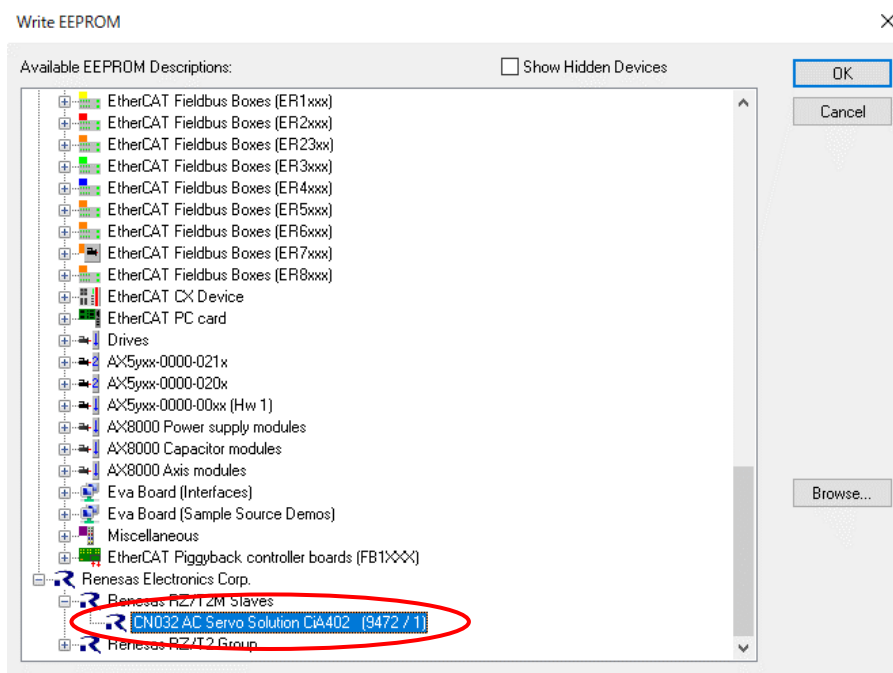 Write EEPROM
Available EEPROM Descriptions:
Show Hidden Devices
OK
Cancel
EtherCAT Fieldbus Boxes (ER1xxx)
EtherCAT Fieldbus Boxes (ER2xxx)
EtherCAT Fieldbus Boxes (ER23xx)
EtherCAT Fieldbus Boxes (ER3xxx)
EtherCAT Fieldbus Boxes (ER4xxx)
EtherCAT Fieldbus Boxes (ER5xxx)
EtherCAT Fieldbus Boxes (ER6xxx)
EtherCAT Fieldbus Boxes (ER7xxx)
EtherCAT Fieldbus Boxes (ER8xxx)
EtherCAT CX Device
EtherCAT PC card
Drives
AX5yxx-0000-021x
AX5yxx-0000-020x
AX5yxx-0000-00xx (Hw 1)
AX8000 Power supply modules
AX8000 Capacitor modules
AX8000 Axis modules
Eva Board (Interfaces)
Browse...
Eva Board (Sample Source Demos)
Miscellaneous
EtherCAT Piggyback controller boards (FB1XXX)
Renesas Electronics Corp.
Renesas RZ/T2M Slaves
CN032 AC Servo Solution CiA402 (9472 / 1)
Renesas RZ/T2 Group